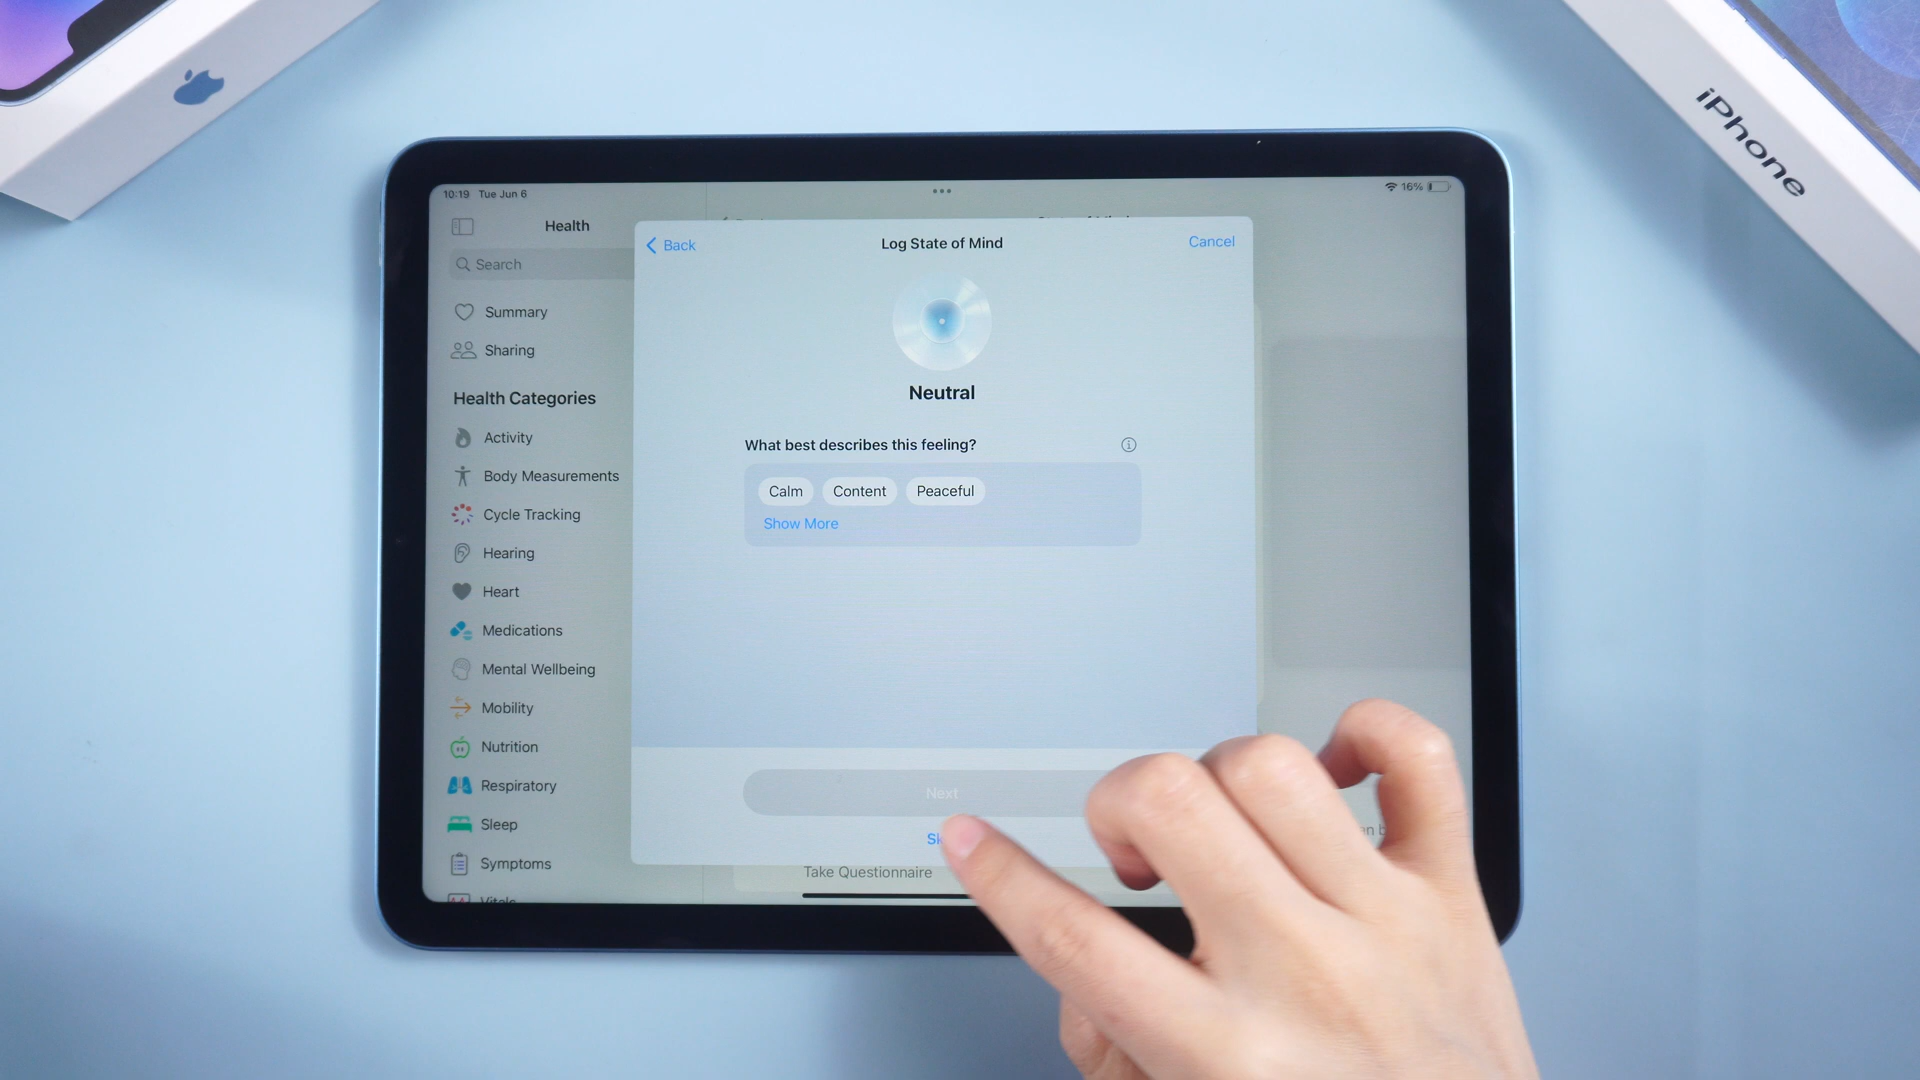 iPhone
10:19 Tue Jun 6
16%
Health
Search
Summary
Sharing
Health Categories
Activity
Body Measurements
Cycle Tracking
Hearing
Heart
Medications
Mental Wellbeing
Mobility
Nutrition
Respiratory
Sleep
Symptoms
Vitals
Back
Log State of Mind
Cancel
Neutral
What best describes this feeling?
Calm
Content
Peaceful
Show More
Next
Take Questionnaire